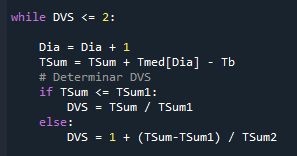 while DVS <= 2:
Dia = Dia + 1
TSum = TSum + Tmed[Dia] - Tb
# Determinar DVS
if TSum <= TSum1:
DVS = TSum / TSum1
else:
DVS = 1 + (TSum-TSum1) / TSum2